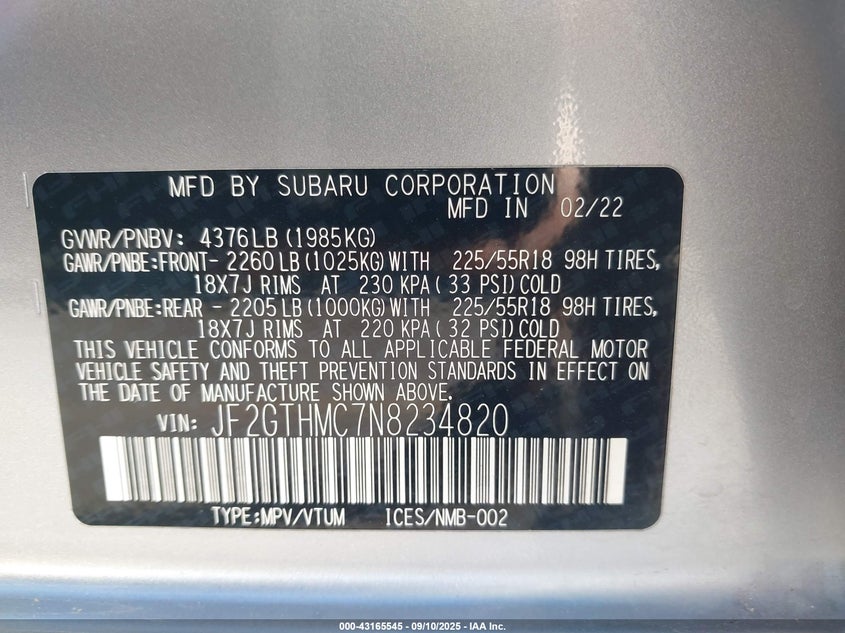 MFD BY SUBARU CORPORATION
MFD IN 02/22
GVWR/PNBV: 4376LB (1985KG)
GAWR/PNBE:FRONT- 2260 LB (1025KG) WITH 225/55R18 98H TIRES,
18X7J RIMS AT 230 KPA ( 33 PSI) COLD
GAWR/PNBE:REAR - 2205 LB (1000KG) WITH 225/55R18 98H TIRES,
18X7J RIMS AT 220 KPA ( 32 PSI) COLD
THIS VEHICLE CONFORMS TO ALL APPLICABLE FEDERAL MOTOR
VEHICLE SAFETY AND THEFT PREVENTION STANDARDS IN EFFECT ON
THE DATE OF MANUFACTURE SHOWN ABOVE.
VIN: JF2GTHMC7N8234820
TYPE:MPV/VTUM ICES/NMB-002
000-43165545 - 09/10/2025 - IAA Inc.